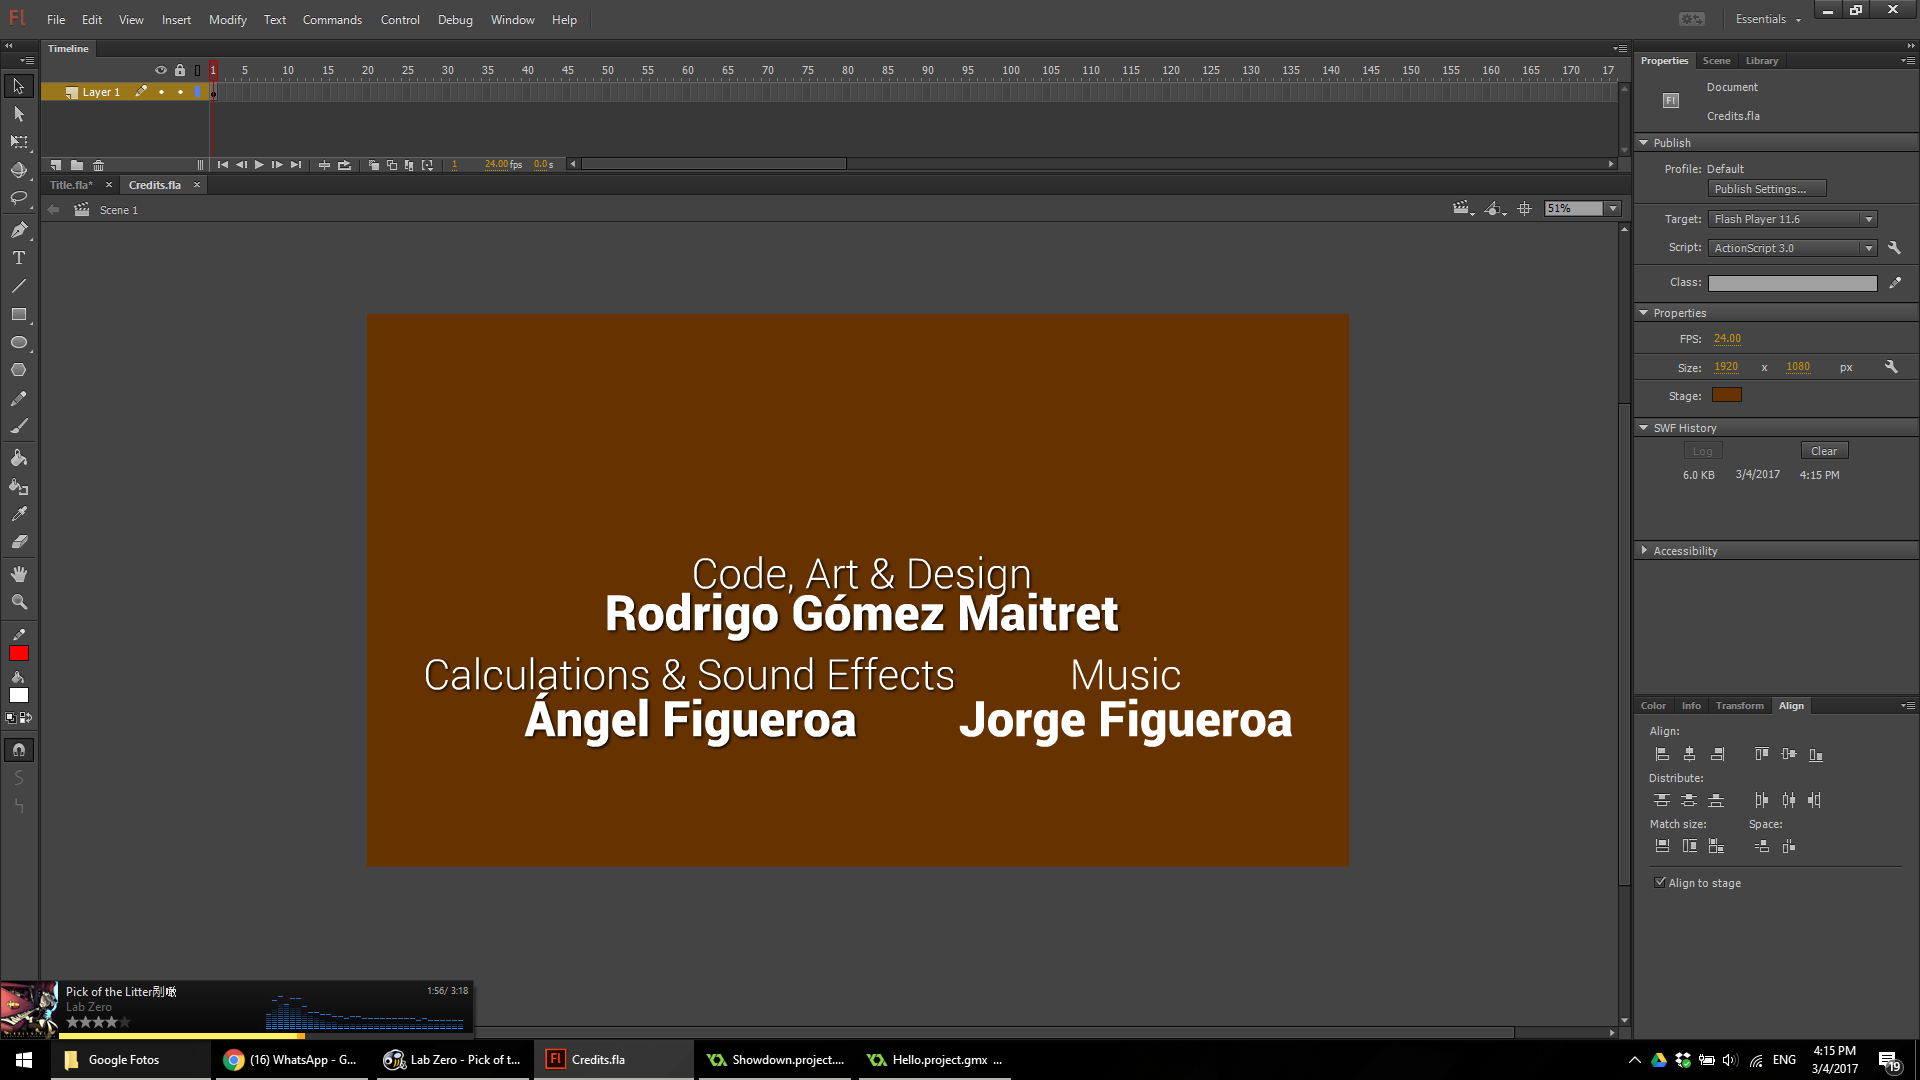 Fl File Edit View Insert Modify Text Commands Control Debug Window Help Essentials
Timeline
1 5 10 15 20 25 30 35 40 45 50 55 60 65 70 75 80 85 90 95 100 105 110 115 120 125 130 135 140 145 150 155 160 165 170 17
Layer 1
1 24.00 fps 0.0 s
Title.fla* × Credits.fla ×
Scene 1
51%
Code, Art & Design
Rodrigo Gómez Maitret
Calculations & Sound Effects
Ángel Figueroa
Music
Jorge Figueroa
Properties Scene Library
Fl
Document
Credits.fla
Publish
Profile: Default
Publish Settings...
Target: Flash Player 11.6
Script: ActionScript 3.0
Class:
Properties
FPS: 24.00
Size: 1920 x 1080 px
Stage:
SWF History
Log Clear
6.0 KB 3/4/2017 4:15 PM
Accessibility
Color Info Transform Align
Align:
Distribute:
Match size: Space:
Align to stage
Pick of the Litter 1:56/ 3:18
Lab Zero
Google Fotos
(16) WhatsApp - G...
Lab Zero - Pick of t...
Fl Credits.fla
Showdown.project....
Hello.project.gmx ...
ENG
4:15 PM
3/4/2017
19